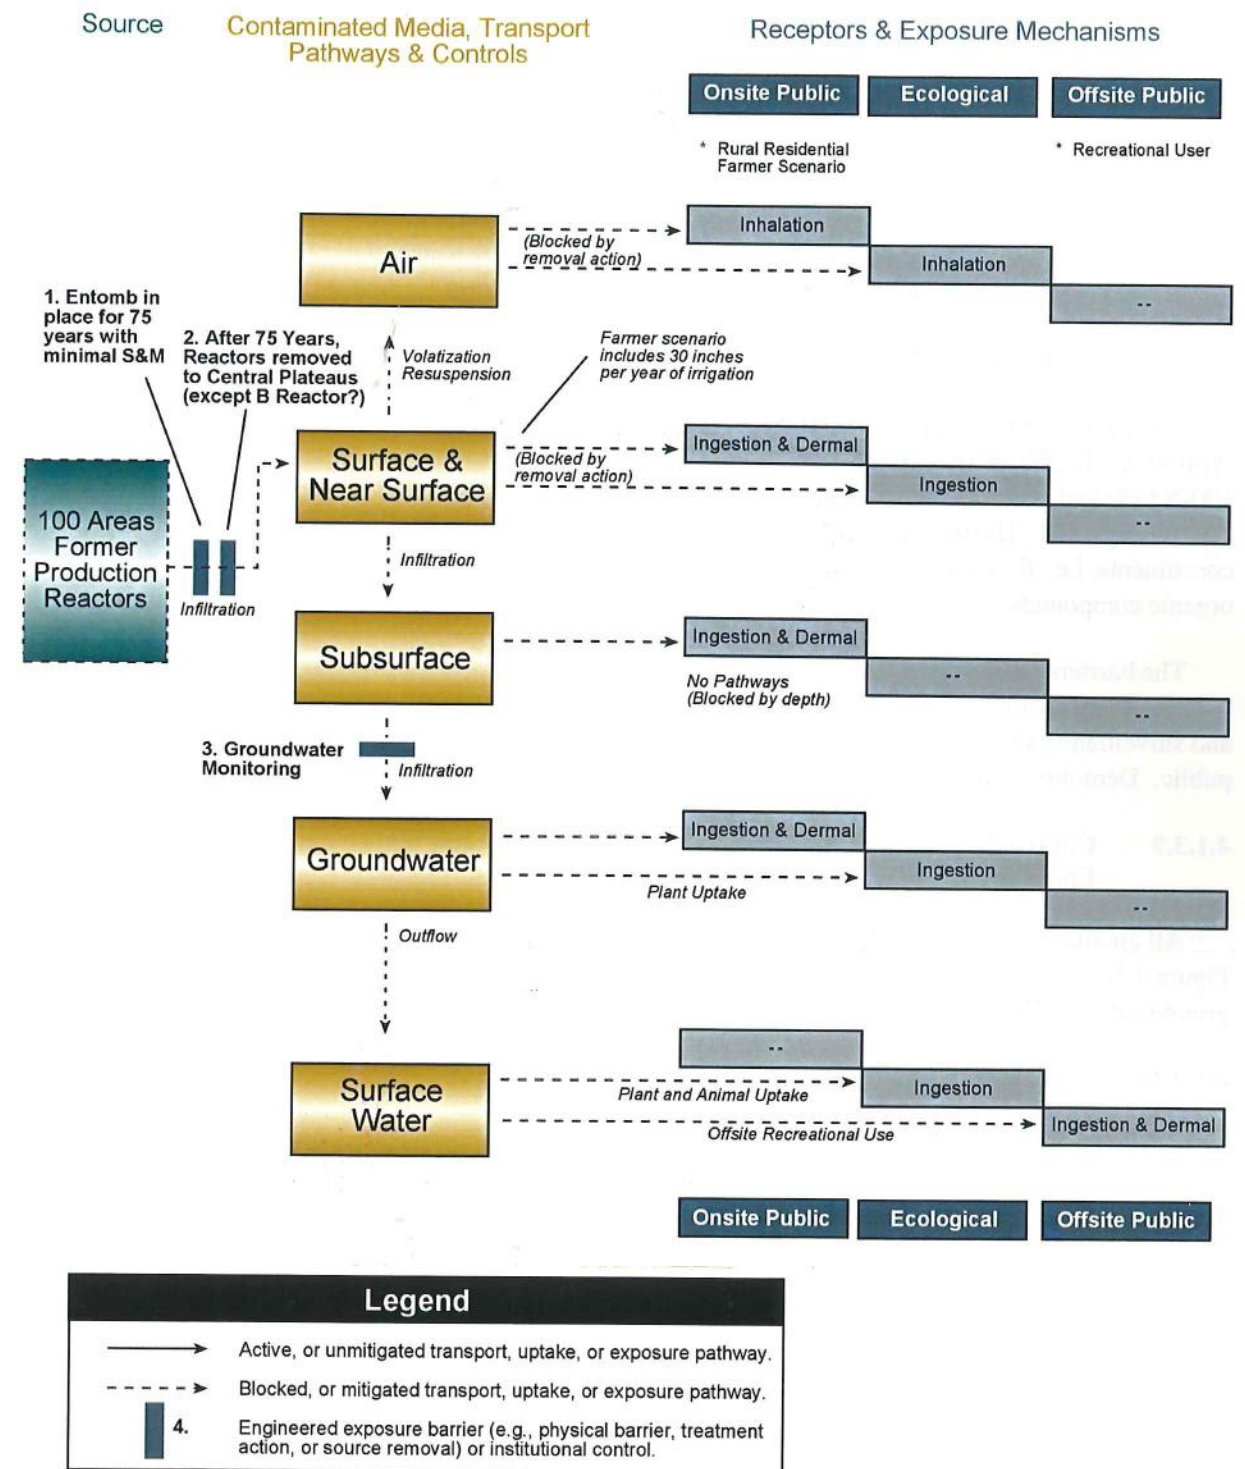 Source
Contaminated Media, Transport
Pathways & Controls
Receptors & Exposure Mechanisms
Onsite Public
Ecological
Offsite Public
* Rural Residential
Farmer Scenario
* Recreational User
Air
(Blocked by
removal action)
Inhalation
Inhalation
--
1. Entomb in
place for 75
years with
minimal S&M
2. After 75 Years,
Reactors removed
to Central Plateaus
(except B Reactor?)
Volatization
Resuspension
Farmer scenario
includes 30 inches
per year of irrigation
100 Areas
Former
Production
Reactors
Infiltration
Surface &
Near Surface
(Blocked by
removal action)
Ingestion & Dermal
Ingestion
--
Infiltration
Subsurface
Ingestion & Dermal
No Pathways
(Blocked by depth)
--
--
3. Groundwater
Monitoring
Infiltration
Groundwater
Ingestion & Dermal
Plant Uptake
Ingestion
--
Outflow
Surface
Water
--
Plant and Animal Uptake
Ingestion
Offsite Recreational Use
Ingestion & Dermal
Onsite Public
Ecological
Offsite Public
Legend
Active, or unmitigated transport, uptake, or exposure pathway.
Blocked, or mitigated transport, uptake, or exposure pathway.
4. Engineered exposure barrier (e.g., physical barrier, treatment
action, or source removal) or institutional control.